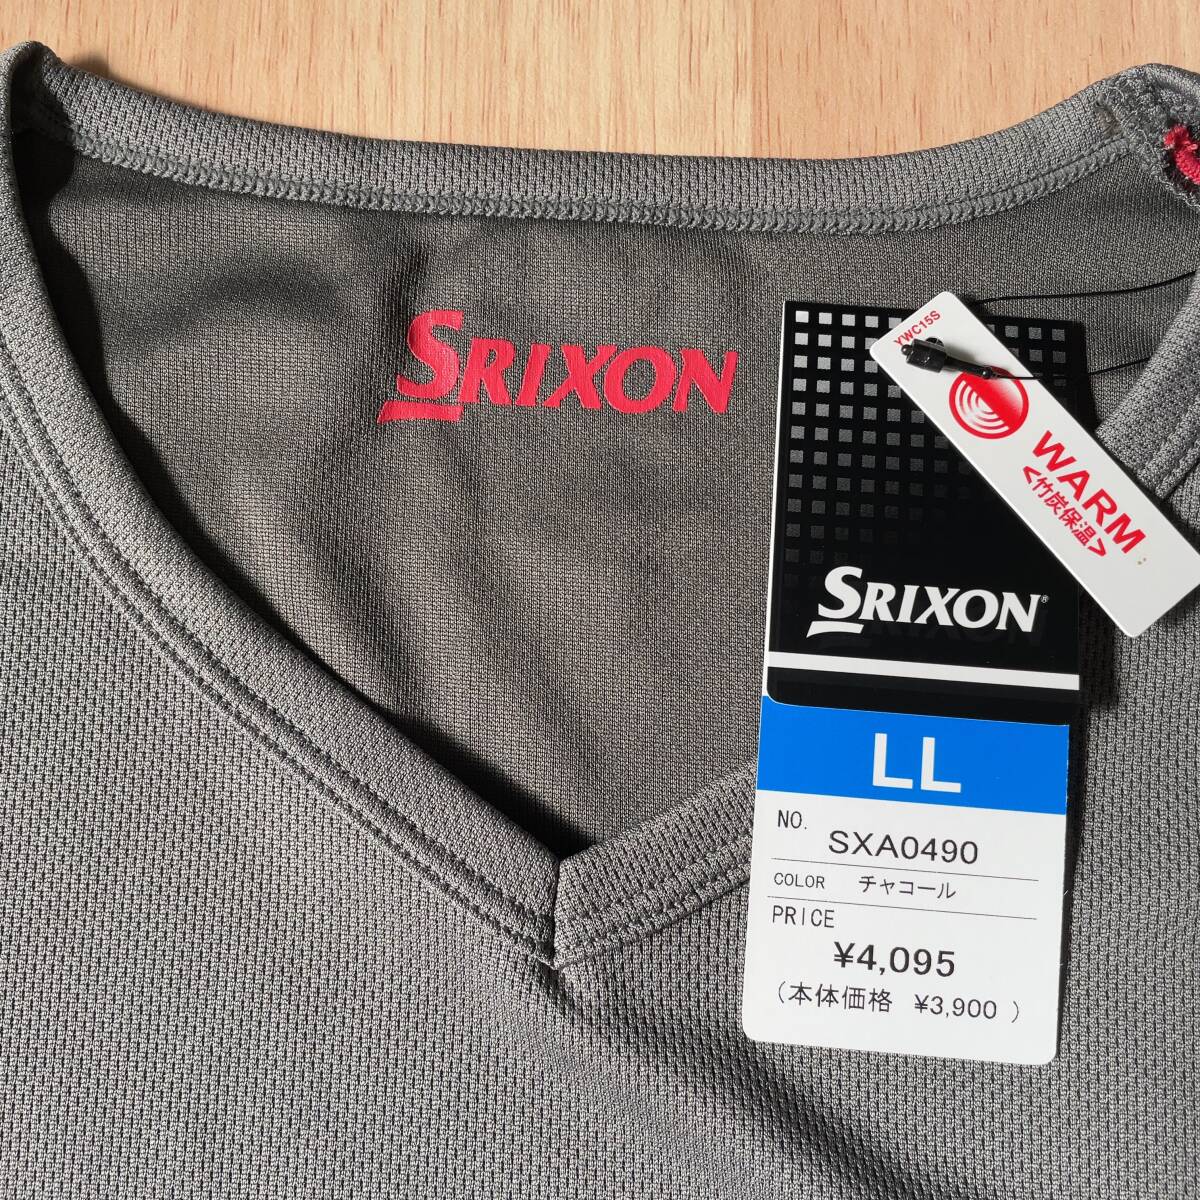 SRIXON
YWC15S
WARM
<竹炭保温>
SRIXON®
LL
NO. SXA0490
COLOR チャコール
PRICE
¥4,095
(本体価格 ¥3,900 )